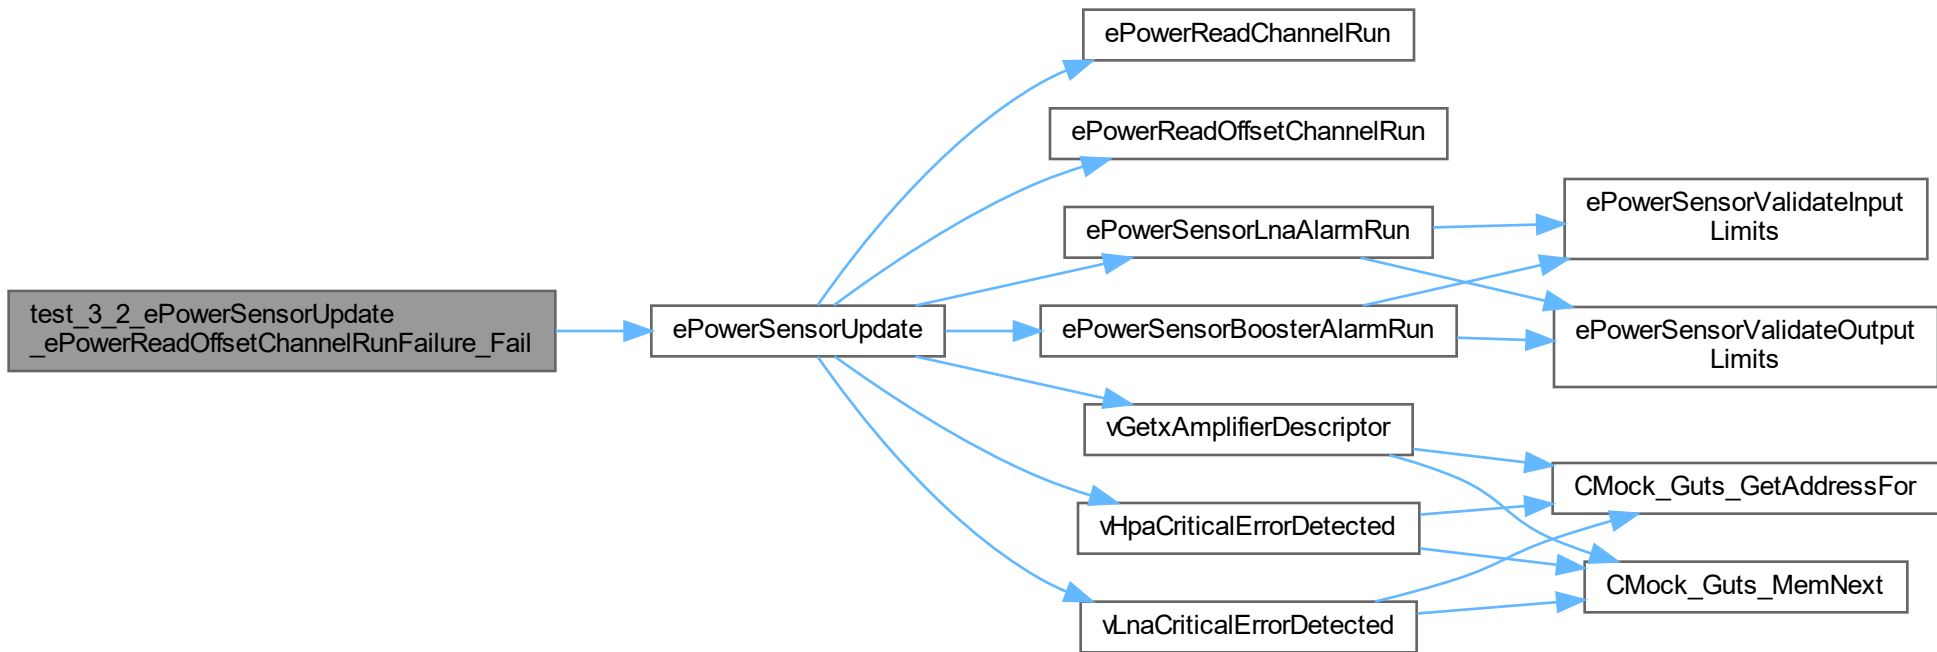 test_3_2_ePowerSensorUpdate
_ePowerReadOffsetChannelRunFailure_Fail
ePowerSensorUpdate
ePowerReadChannelRun
ePowerReadOffsetChannelRun
ePowerSensorLnaAlarmRun
ePowerSensorBoosterAlarmRun
vGetxAmplifierDescriptor
vHpaCriticalErrorDetected
vLnaCriticalErrorDetected
ePowerSensorValidateInput
Limits
ePowerSensorValidateOutput
Limits
CMock_Guts_GetAddressFor
CMock_Guts_MemNext